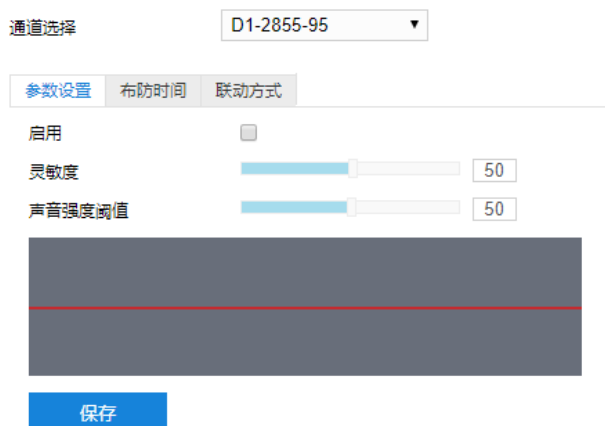 通道选择 D1-2855-95
参数设置 布防时间 联动方式
启用
灵敏度 50
声音强度阈值 50
保存